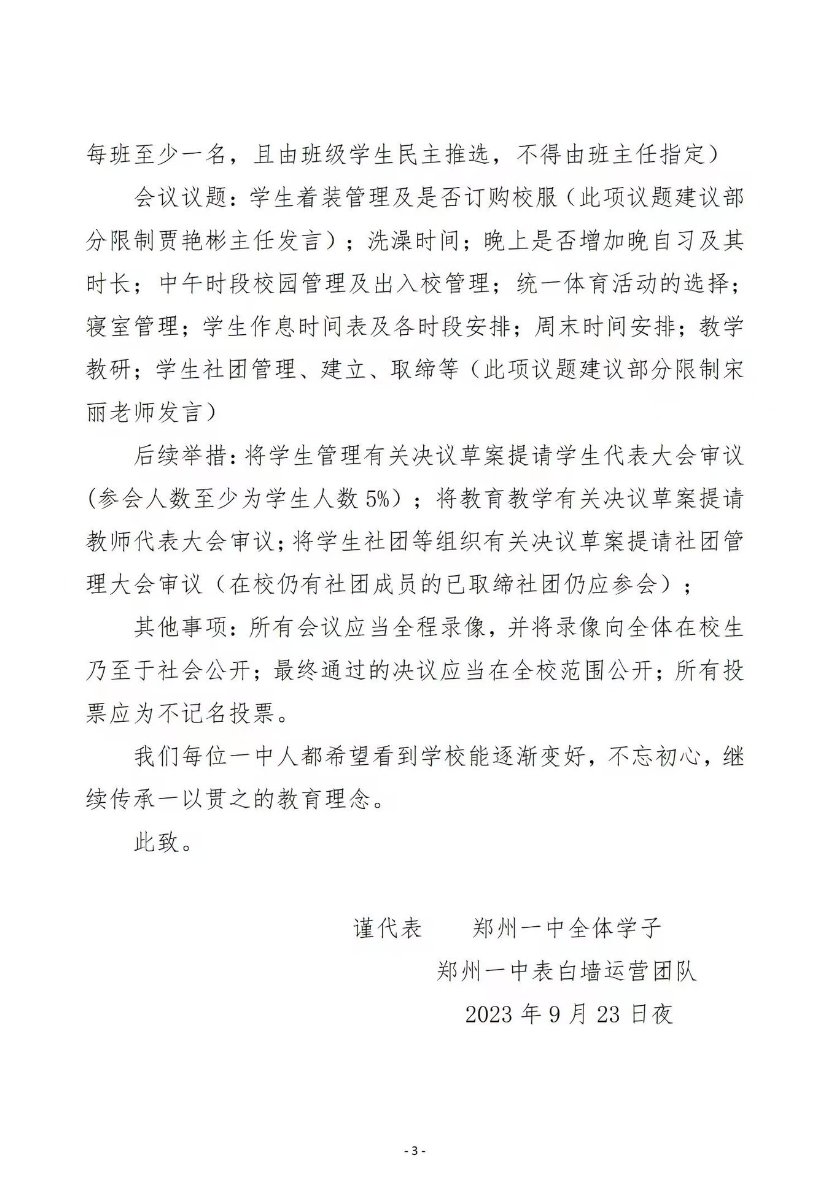 每班至少一名，且由班级学生民主推选，不得由班主任指定）
会议议题：学生着装管理及是否订购校服（此项议题建议部
分限制贾艳彬主任发言）；洗澡时间；晚上是否增加晚自习及其
时长；中午时段校园管理及出入校管理；统一体育活动的选择；
寝室管理；学生作息时间表及各时段安排；周末时间安排；教学
教研；学生社团管理、建立、取缔等（此项议题建议部分限制宋
丽老师发言）
后续举措：将学生管理有关决议草案提请学生代表大会审议
(参会人数至少为学生人数 5%）；将教育教学有关决议草案提请
教师代表大会审议；将学生社团等组织有关决议草案提请社团管
理大会审议（在校仍有社团成员的已取缔社团仍应参会）；
其他事项：所有会议应当全程录像，并将录像向全体在校生
乃至于社会公开；最终通过的决议应当在全校范围公开；所有投
票应为不记名投票。
我们每位一中人都希望看到学校能逐渐变好，不忘初心，继
续传承一以贯之的教育理念。
此致。
谨代表 郑州一中全体学子
郑州一中表白墙运营团队
2023 年 9 月 23 日夜
- 3 -